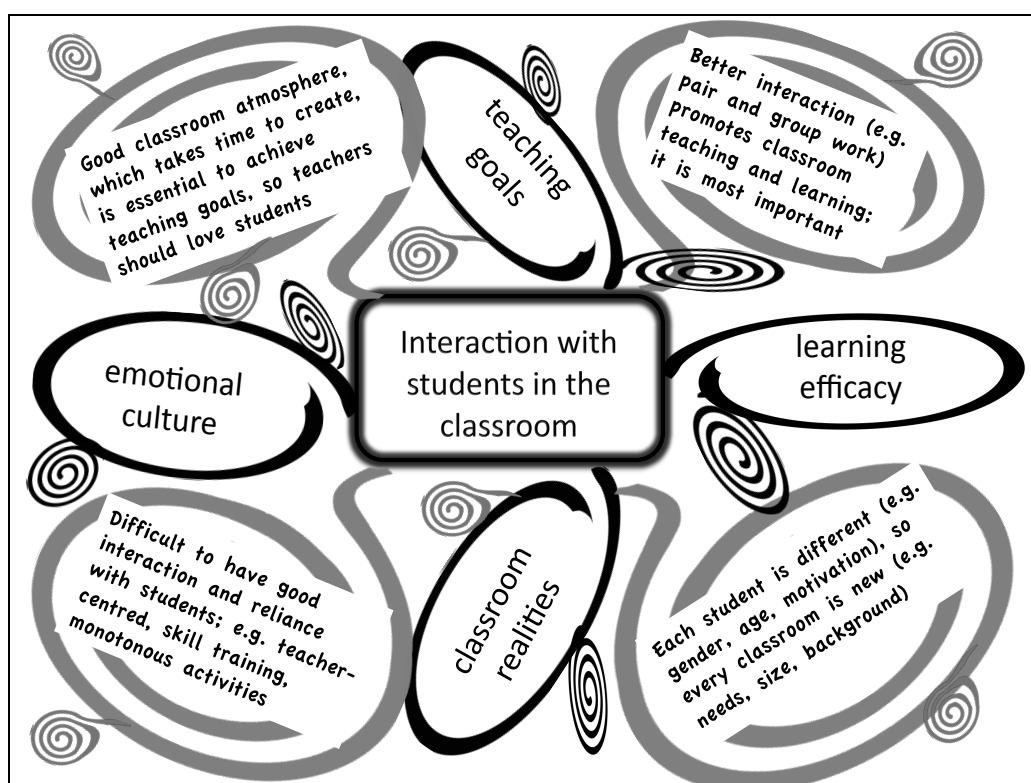 Good classroom atmosphere,
which takes time to create,
is essential to achieve
teaching goals, so teachers
should love students
teaching
goals
Better interaction (e.g.
pair and group work)
promotes classroom
teaching and learning;
it is most important
emotional
culture
Interaction with
students in the
classroom
learning
efficacy
Difficult to have good
interaction and reliance
with students; e.g. teacher-
centred, skill training,
monotonous activities
classroom
realities
Each student is different (e.g.
gender, age, motivation), so
every classroom is new (e.g.
needs, size, background)